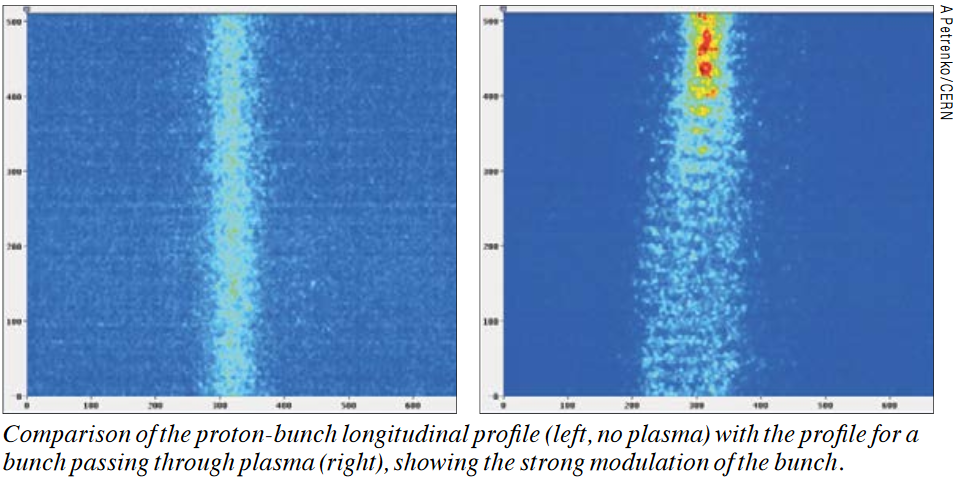 500
400
300
200
100
0
0 100 200 300 400 500 600
500
400
300
200
100
0
0 100 200 300 400 500 600
A Petrenko/CERN
Comparison of the proton-bunch longitudinal profile (left, no plasma) with the profile for a
bunch passing through plasma (right), showing the strong modulation of the bunch.